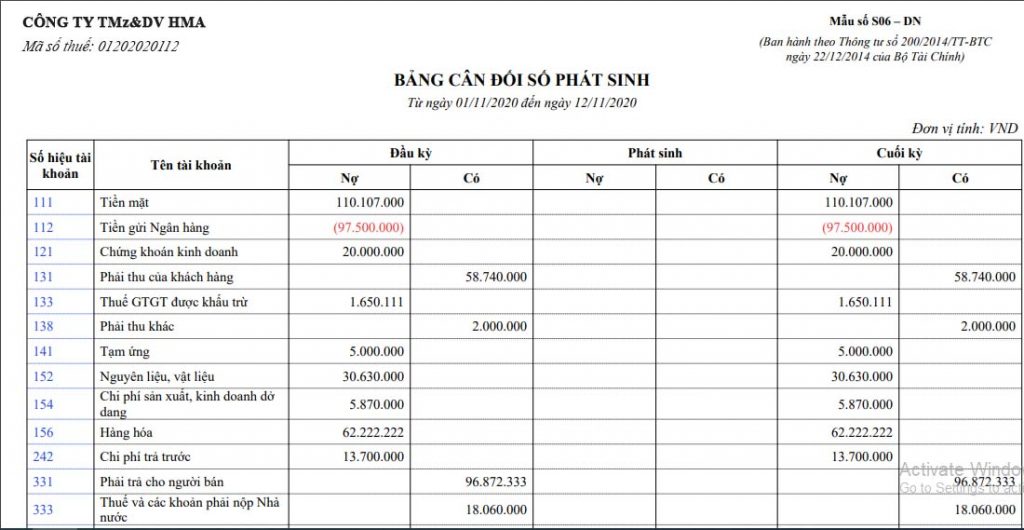 CÔNG TY TMz&DV HMA
Mẫu số S06 – DN
Mã số thuế: 01202020112
(Ban hành theo Thông tư số 200/2014/TT-BTC
ngày 22/12/2014 của Bộ Tài Chính)
BẢNG CÂN ĐỐI SỐ PHÁT SINH
Từ ngày 01/11/2020 đến ngày 12/11/2020
Đơn vị tính: VND
Số hiệu tài khoản Tên tài khoản Đầu kỳ Phát sinh Cuối kỳ
Nợ Có Nợ Có Nợ Có
111 Tiền mặt 110.107.000 110.107.000
112 Tiền gửi Ngân hàng (97.500.000) (97.500.000)
121 Chứng khoán kinh doanh 20.000.000 20.000.000
131 Phải thu của khách hàng 58.740.000 58.740.000
133 Thuế GTGT được khấu trừ 1.650.111 1.650.111
138 Phải thu khác 2.000.000 2.000.000
141 Tạm ứng 5.000.000 5.000.000
152 Nguyên liệu, vật liệu 30.630.000 30.630.000
154 Chi phí sản xuất, kinh doanh dở dang 5.870.000 5.870.000
156 Hàng hóa 62.222.222 62.222.222
242 Chi phí trả trước 13.700.000 13.700.000
331 Phải trả cho người bán 96.872.333 96.872.333
333 Thuế và các khoản phải nộp Nhà nước 18.060.000 18.060.000
Activate Windo
Go to Settings to ac